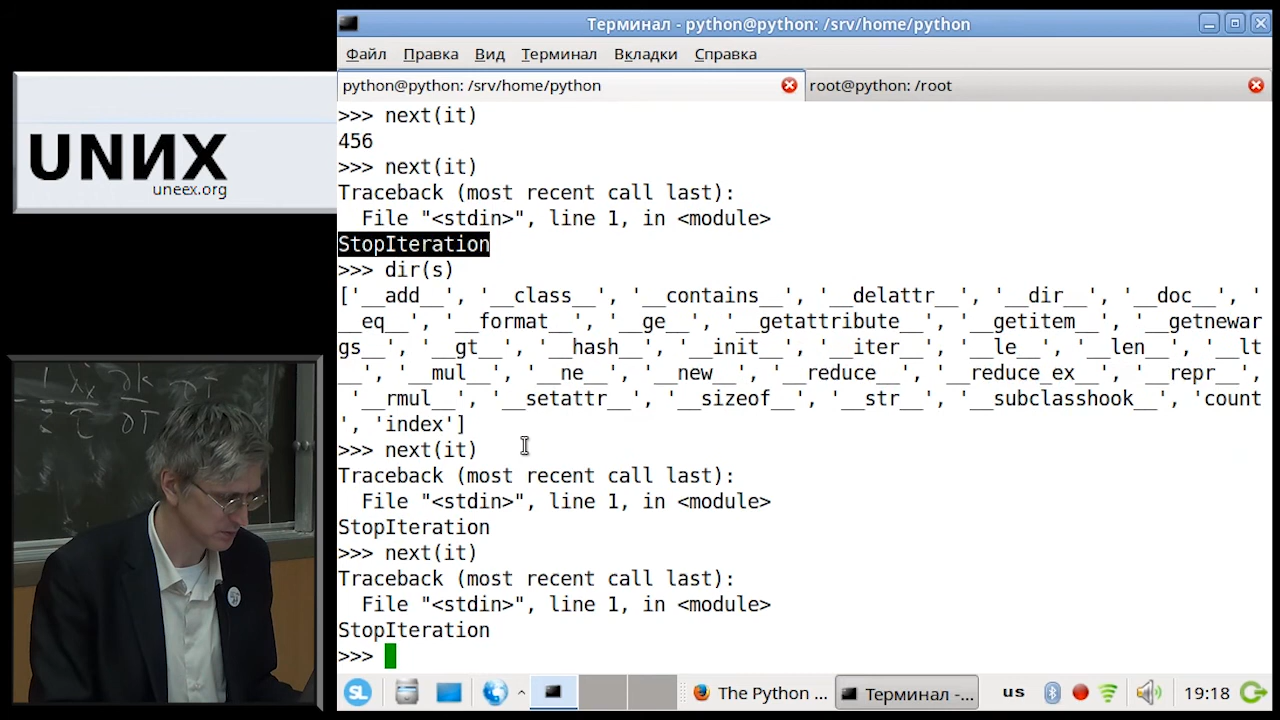 Терминал - python@python: /srv/home/python
Файл Правка Вид Терминал Вкладки Справка
python@python: /srv/home/python
root@python: /root
UNИX
uneex.org
>>> next(it)
456
>>> next(it)
Traceback (most recent call last):
  File "<stdin>", line 1, in <module>
StopIteration
>>> dir(s)
['__add__', '__class__', '__contains__', '__delattr__', '__dir__', '__doc__', '
__eq__', '__format__', '__ge__', '__getattribute__', '__getitem__', '__getnewar
gs__', '__gt__', '__hash__', '__init__', '__iter__', '__le__', '__len__', '__lt
__', '__mul__', '__ne__', '__new__', '__reduce__', '__reduce_ex__', '__repr__',
 '__rmul__', '__setattr__', '__sizeof__', '__str__', '__subclasshook__', 'count
', 'index']
>>> next(it)
Traceback (most recent call last):
  File "<stdin>", line 1, in <module>
StopIteration
>>> next(it)
Traceback (most recent call last):
  File "<stdin>", line 1, in <module>
StopIteration
>>>
The Python ...
Терминал -...
us
19:18